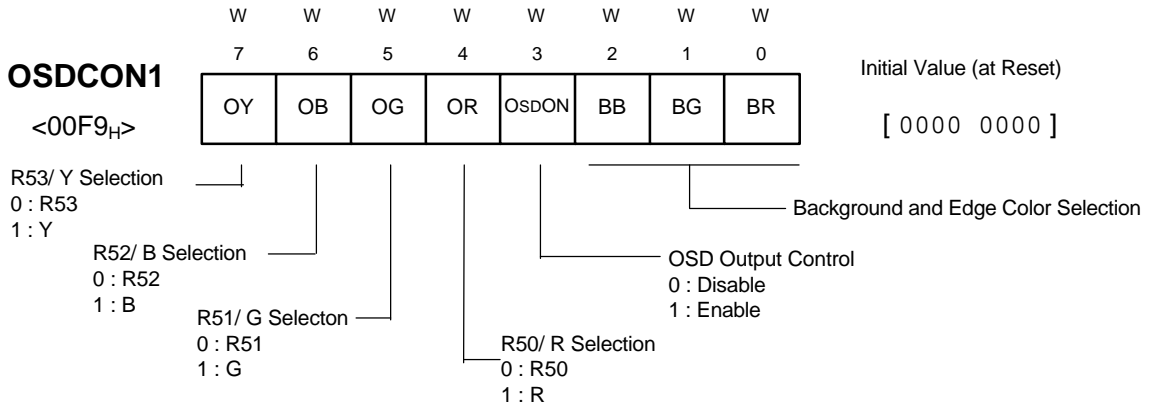 W W W W W W W W
7 6 5 4 3 2 1 0
OSDCON1
<00F9H>
OY OB OG OR OSDON BB BG BR
Initial Value (at Reset)
[ 0000 0000 ]
R53/ Y Selection
0 : R53
1 : Y
R52/ B Selection
0 : R52
1 : B
R51/ G Selecton
0 : R51
1 : G
R50/ R Selection
0 : R50
1 : R
OSD Output Control
0 : Disable
1 : Enable
Background and Edge Color Selection